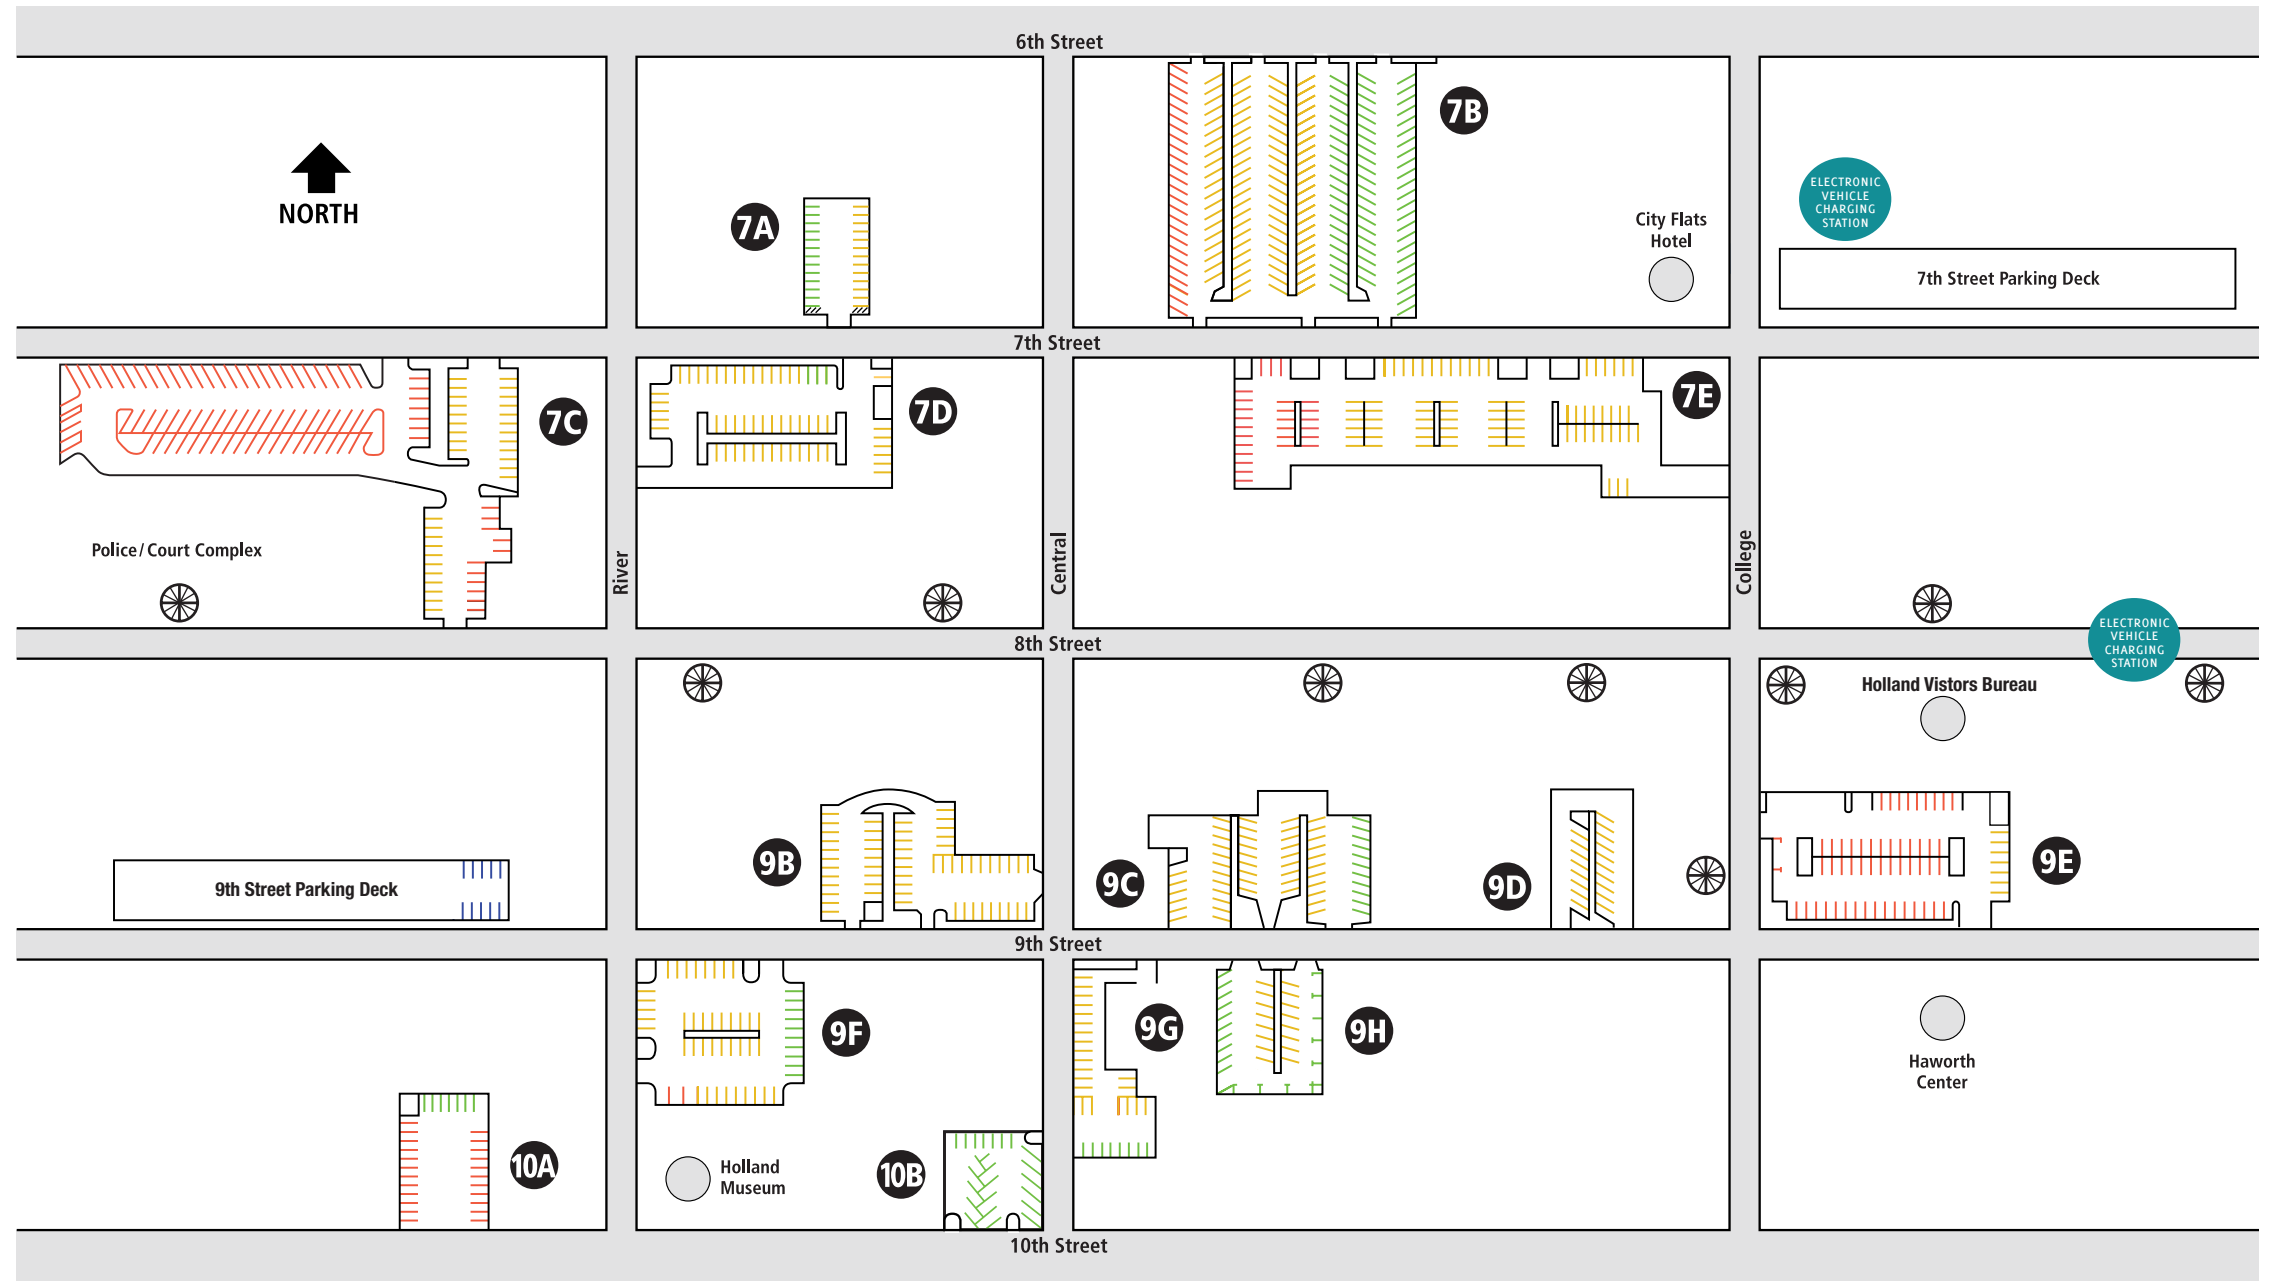 6th Street
7B
ELECTRONIC
VEHICLE
CHARGING
STATION
NORTH
7A
City Flats
Hotel
7th Street Parking Deck
7th Street
7C
7D
7E
Police / Court Complex
River
Central
College
8th Street
ELECTRONIC
VEHICLE
CHARGING
STATION
Holland Vistors Bureau
9th Street Parking Deck
9B
9C
9D
9E
9th Street
9F
9G
9H
Haworth
Center
10A
Holland
Museum
10B
10th Street